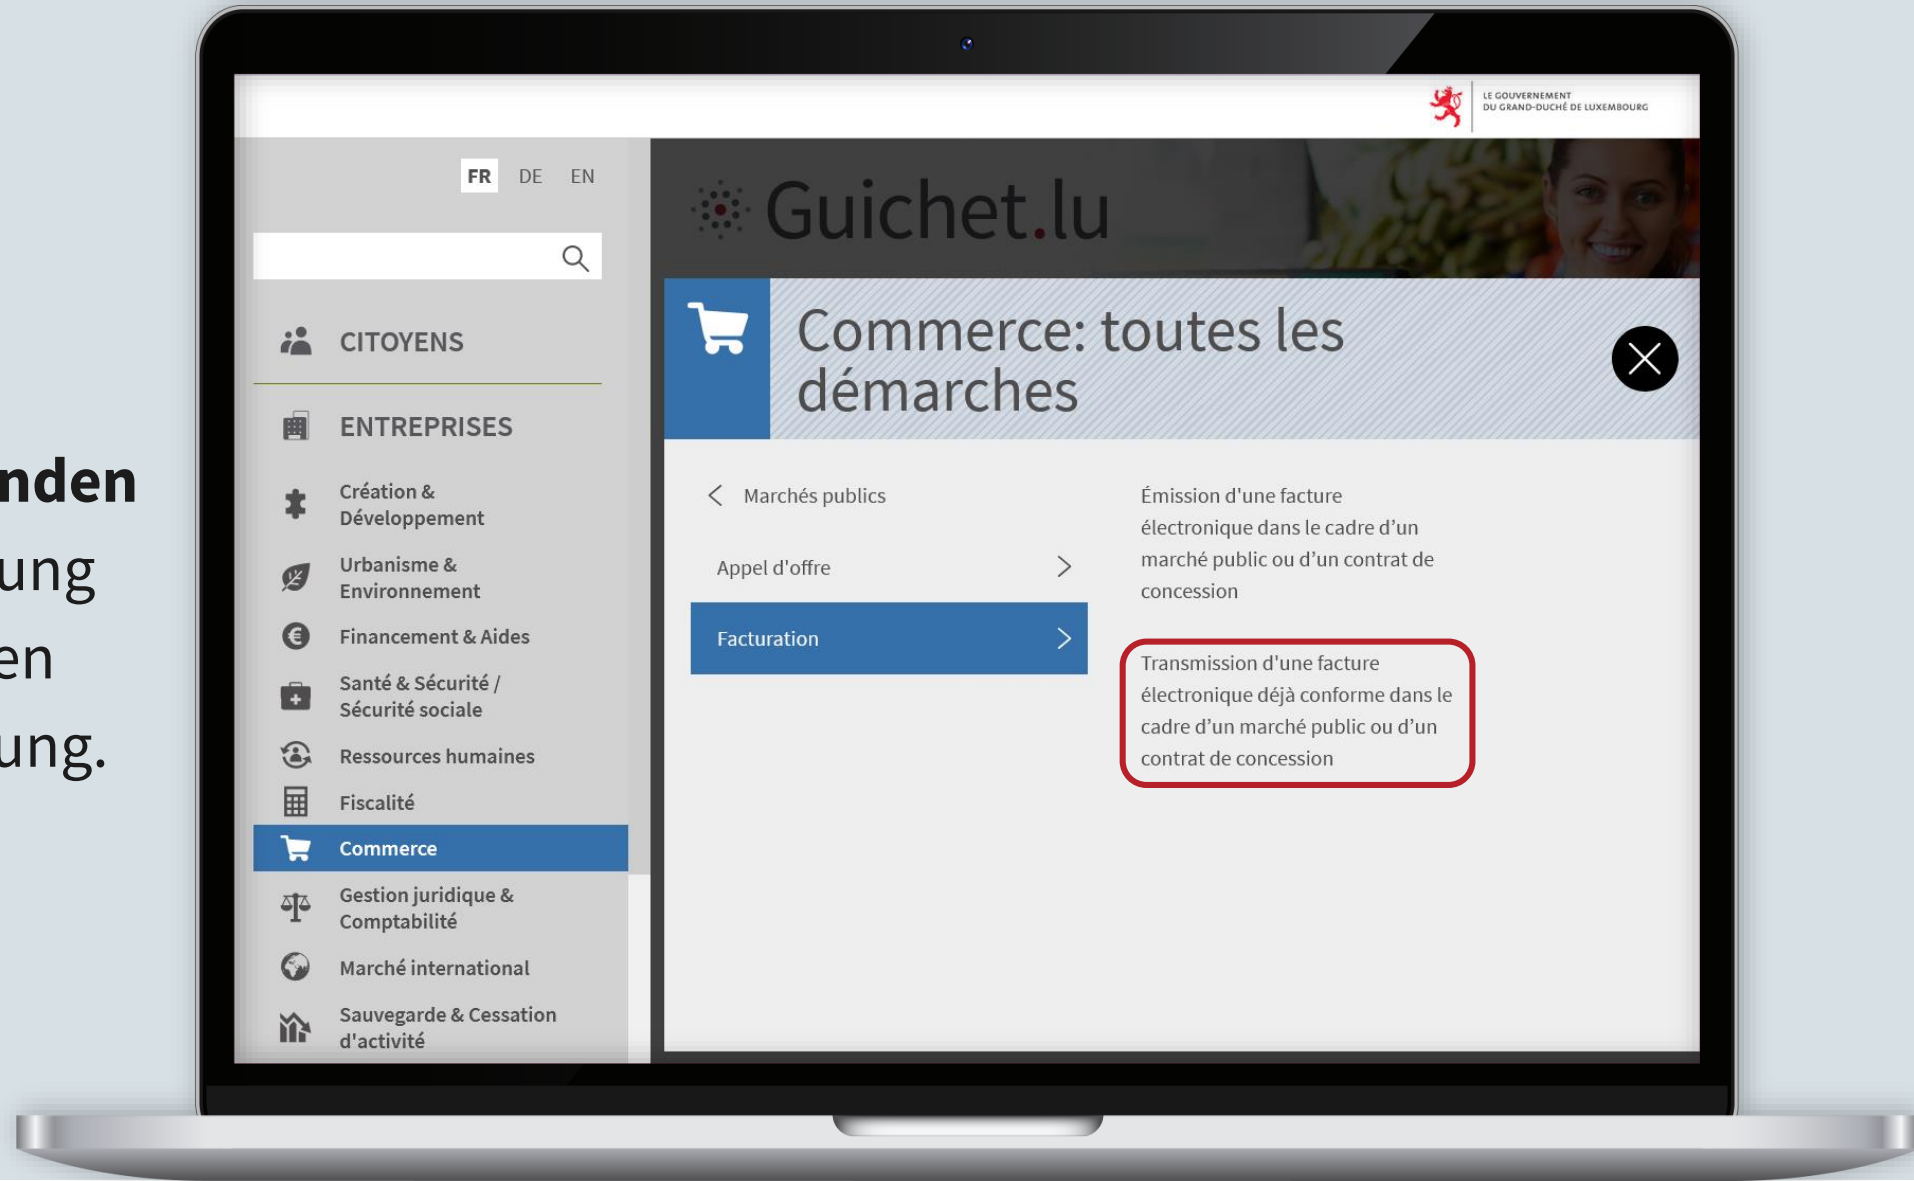 nden
ung
en
ung.
LE GOUVERNEMENT
DU GRAND-DUCHÉ DE LUXEMBOURG
FR DE EN
CITOYENS
ENTREPRISES
Création &
Développement
Urbanisme &
Environnement
Financement & Aides
Santé & Sécurité /
Sécurité sociale
Ressources humaines
Fiscalité
Commerce
Gestion juridique &
Comptabilité
Marché international
Sauvegarde & Cessation
d'activité
Guichet.lu
Commerce: toutes les
démarches
Marchés publics
Appel d'offre
Facturation
Émission d'une facture
électronique dans le cadre d’un
marché public ou d’un contrat de
concession
Transmission d'une facture
électronique déjà conforme dans le
cadre d’un marché public ou d’un
contrat de concession